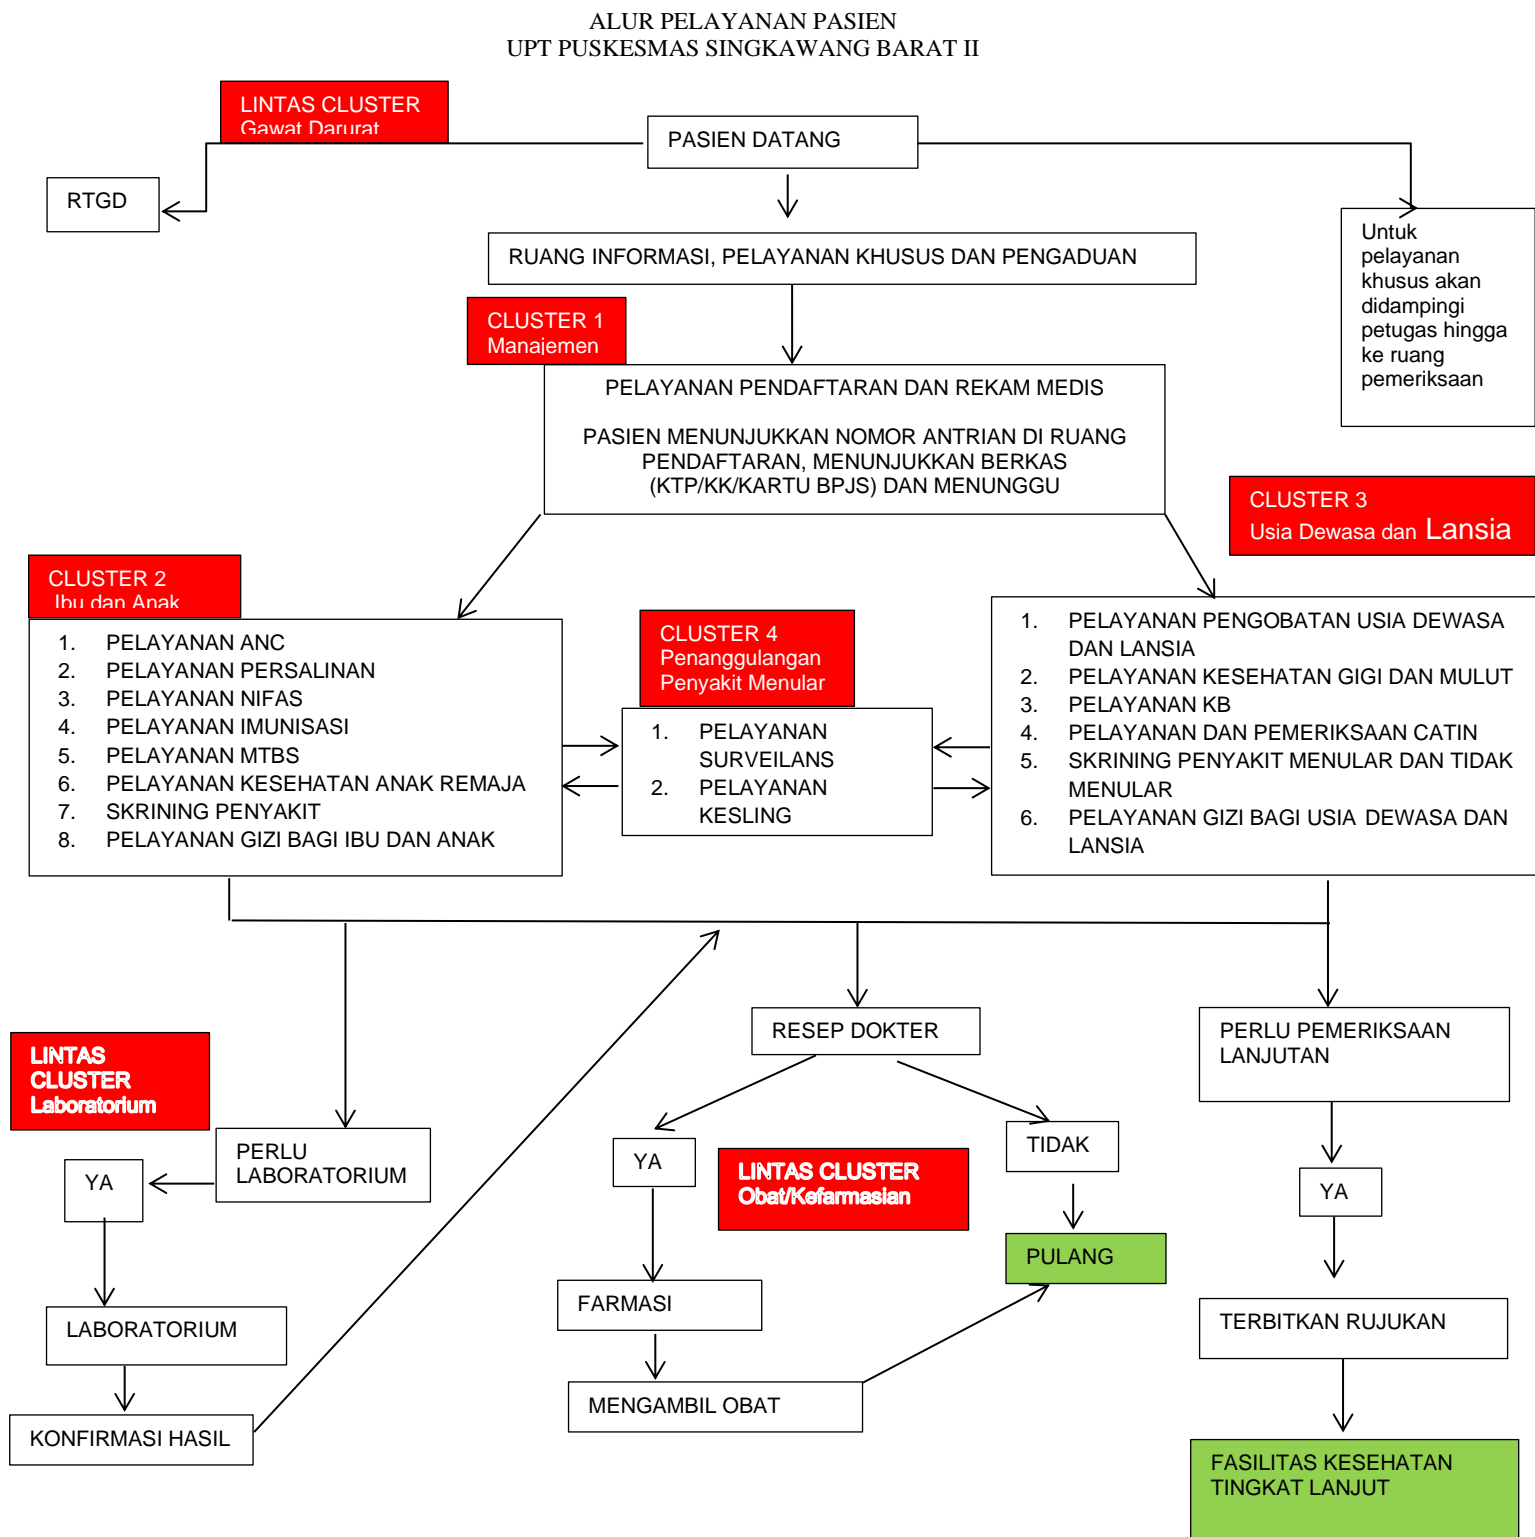 ALUR PELAYANAN PASIEN
UPT PUSKESMAS SINGKAWANG BARAT II
LINTAS CLUSTER
Gawat Darurat
PASIEN DATANG
RTGD
Untuk
pelayanan
khusus akan
didampingi
petugas hingga
ke ruang
pemeriksaan
RUANG INFORMASI, PELAYANAN KHUSUS DAN PENGADUAN
CLUSTER 1
Manajemen
PELAYANAN PENDAFTARAN DAN REKAM MEDIS
PASIEN MENUNJUKKAN NOMOR ANTRIAN DI RUANG
PENDAFTARAN, MENUNJUKKAN BERKAS
(KTP/KK/KARTU BPJS) DAN MENUNGGU
CLUSTER 3
Usia Dewasa dan Lansia
CLUSTER 2
Ibu dan Anak
1. PELAYANAN ANC
2. PELAYANAN PERSALINAN
3. PELAYANAN NIFAS
4. PELAYANAN IMUNISASI
5. PELAYANAN MTBS
6. PELAYANAN KESEHATAN ANAK REMAJA
7. SKRINING PENYAKIT
8. PELAYANAN GIZI BAGI IBU DAN ANAK
CLUSTER 4
Penanggulangan
Penyakit Menular
1. PELAYANAN
SURVEILANS
2. PELAYANAN
KESLING
1. PELAYANAN PENGOBATAN USIA DEWASA
DAN LANSIA
2. PELAYANAN KESEHATAN GIGI DAN MULUT
3. PELAYANAN KB
4. PELAYANAN DAN PEMERIKSAAN CATIN
5. SKRINING PENYAKIT MENULAR DAN TIDAK
MENULAR
6. PELAYANAN GIZI BAGI USIA DEWASA DAN
LANSIA
LINTAS
CLUSTER
Laboratorium
PERLU
LABORATORIUM
YA
LABORATORIUM
KONFIRMASI HASIL
RESEP DOKTER
YA
LINTAS CLUSTER
Obat/Kefarmasian
TIDAK
PULANG
FARMASI
MENGAMBIL OBAT
PERLU PEMERIKSAAN
LANJUTAN
YA
TERBITKAN RUJUKAN
FASILITAS KESEHATAN
TINGKAT LANJUT